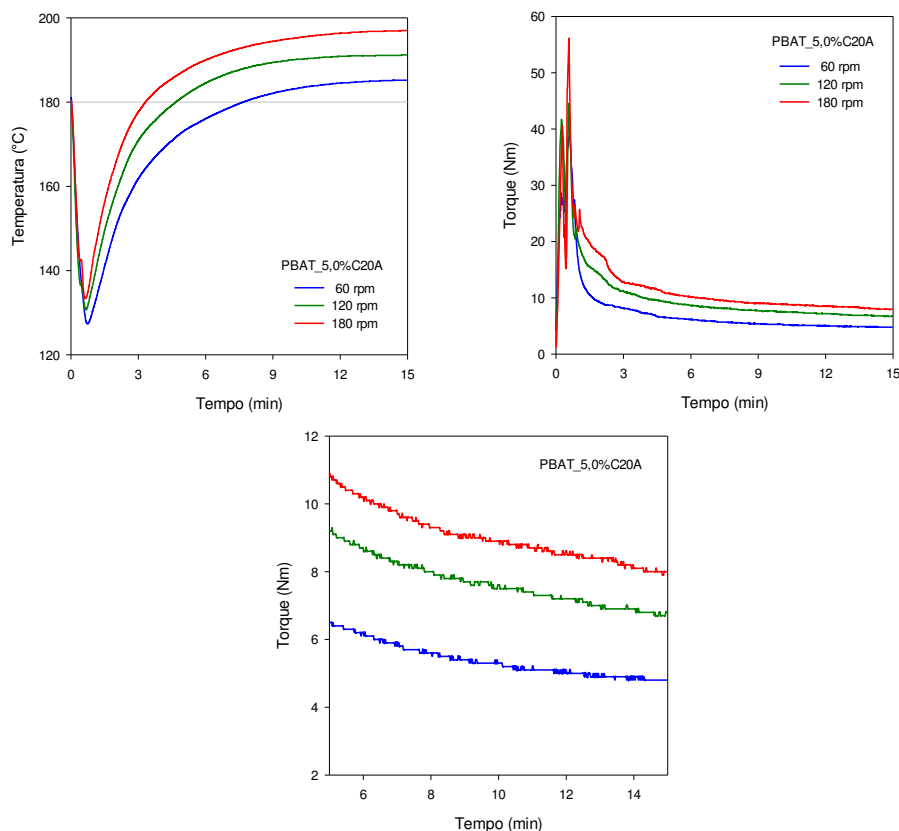 200
180
160
140
120
Temperatura (°C)
PBAT_5,0%C20A
60 rpm
120 rpm
180 rpm
0 3 6 9 12 15
Tempo (min)
60
50
40
30
20
10
0
Torque (Nm)
PBAT_5,0%C20A
60 rpm
120 rpm
180 rpm
0 3 6 9 12 15
Tempo (min)
12
10
8
6
4
2
Torque (Nm)
PBAT_5,0%C20A
6 8 10 12 14
Tempo (min)